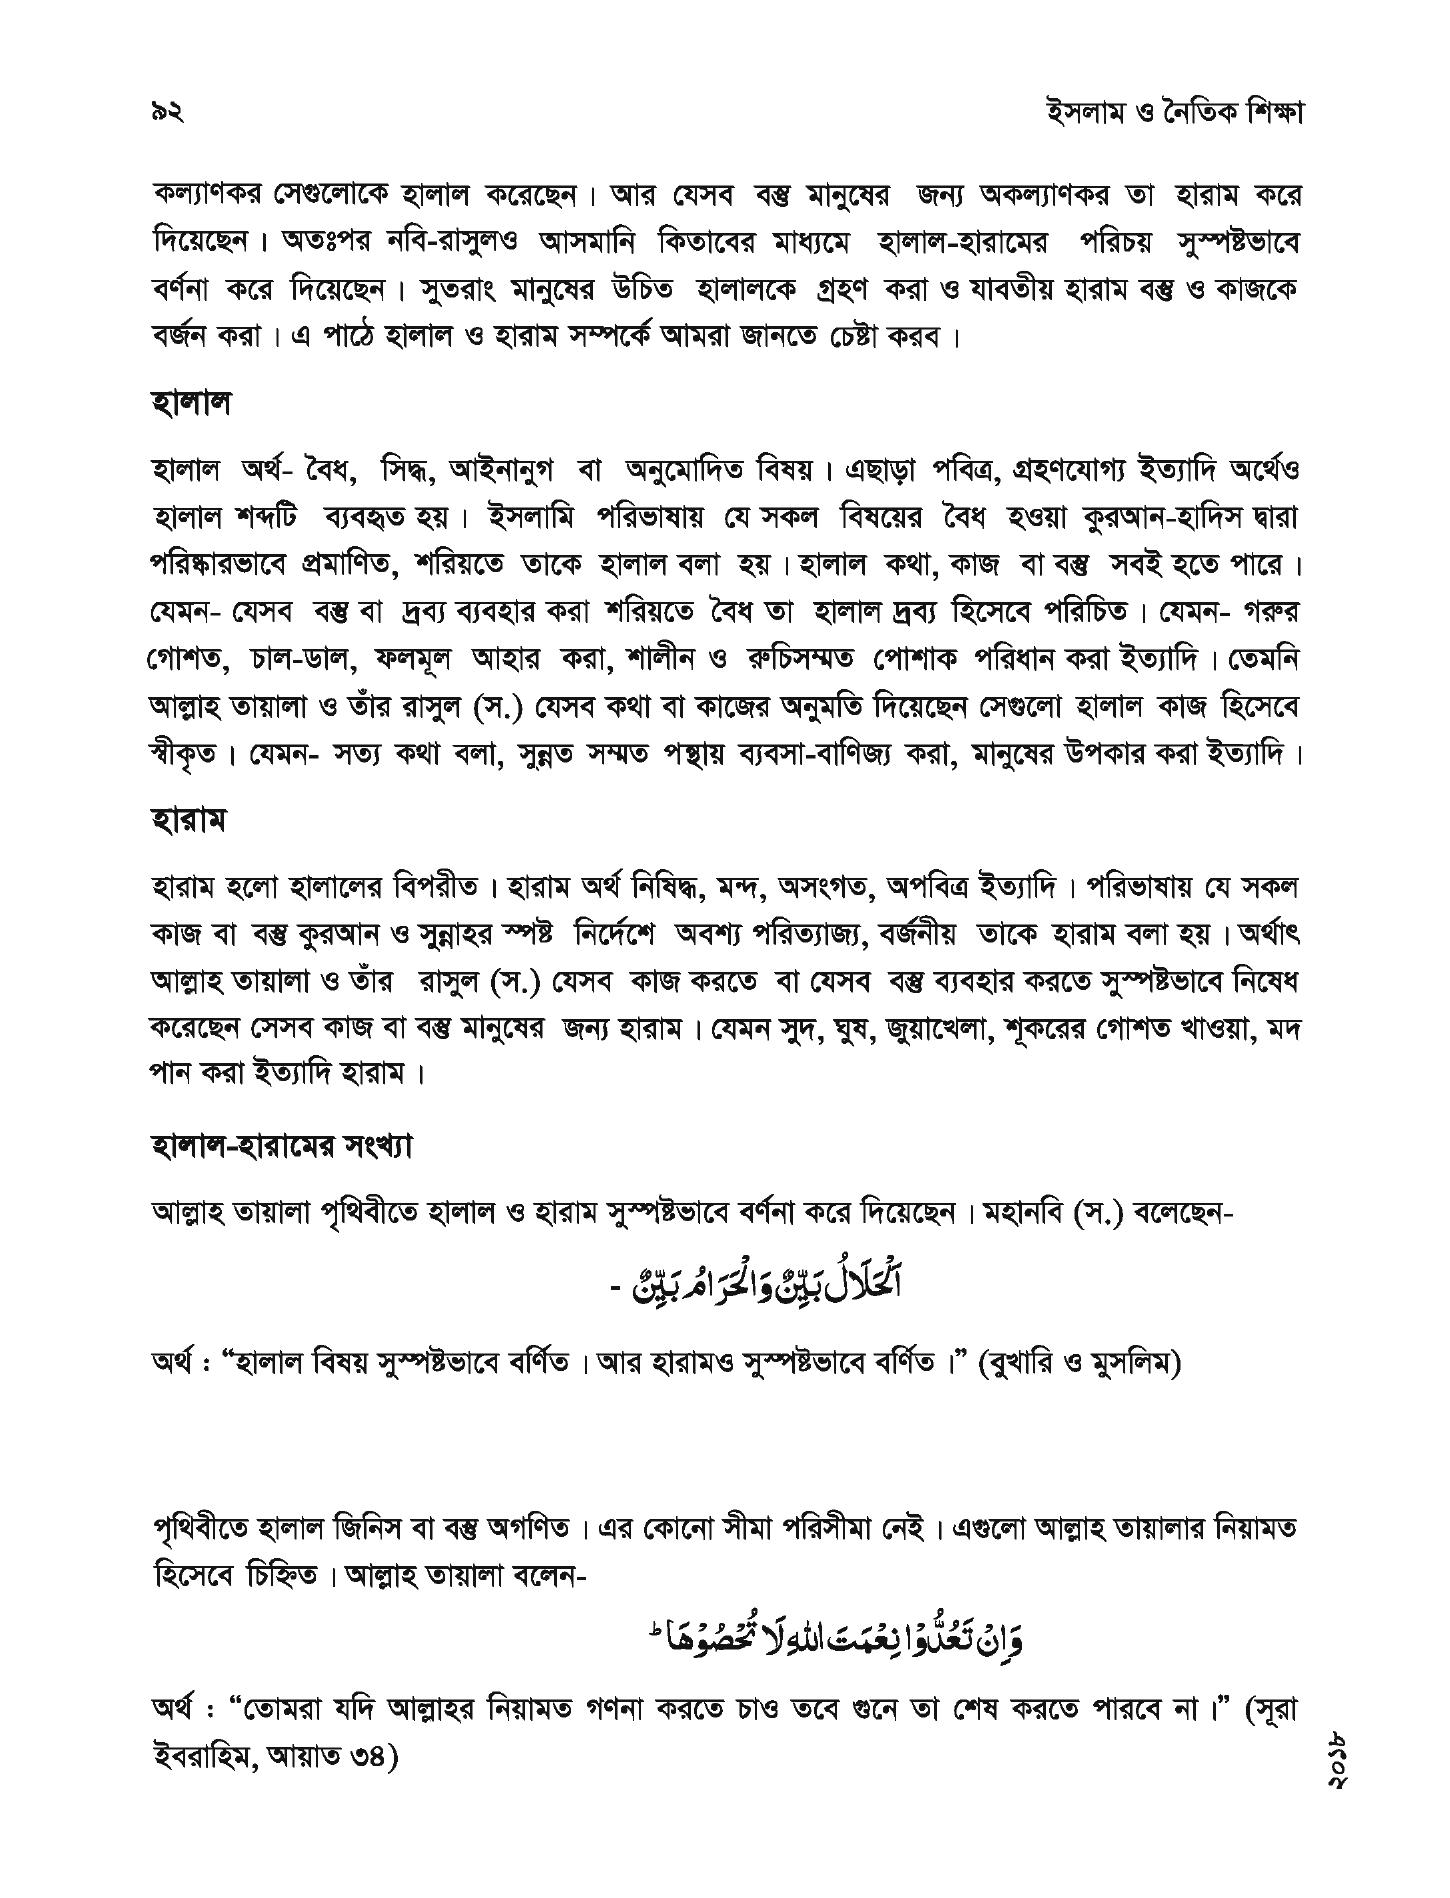 ৯২
ইসলাম ও নৈতিক শিক্ষা
কল্যাণকর সেগুলোকে হালাল করেছেন। আর যেসব বস্তু মানুষের জন্য অকল্যাণকর তা হারাম করে
দিয়েছেন। অতঃপর নবি-রাসুলও আসমানি কিতাবের মাধ্যমে হালাল-হারামের পরিচয় সুস্পষ্টভাবে
বর্ণনা করে দিয়েছেন। সুতরাং মানুষের উচিত হালালকে গ্রহণ করা ও যাবতীয় হারাম বস্তু ও কাজকে
বর্জন করা। এ পাঠে হালাল ও হারাম সম্পর্কে আমরা জানতে চেষ্টা করব।
হালাল
হালাল অর্থ- বৈধ, সিদ্ধ, আইনানুগ বা অনুমোদিত বিষয়। এছাড়া পবিত্র, গ্রহণযোগ্য ইত্যাদি অর্থেও
হালাল শব্দটি ব্যবহৃত হয়। ইসলামি পরিভাষায় যে সকল বিষয়ের বৈধ হওয়া কুরআন-হাদিস দ্বারা
পরিষ্কারভাবে প্রমাণিত, শরিয়তে তাকে হালাল বলা হয়। হালাল কথা, কাজ বা বস্তু সবই হতে পারে।
যেমন- যেসব বস্তু বা দ্রব্য ব্যবহার করা শরিয়তে বৈধ তা হালাল দ্রব্য হিসেবে পরিচিত। যেমন- গরুর
গোশত, চাল-ডাল, ফলমূল আহার করা, শালীন ও রুচিসম্মত পোশাক পরিধান করা ইত্যাদি। তেমনি
আল্লাহ তায়ালা ও তাঁর রাসুল (স.) যেসব কথা বা কাজের অনুমতি দিয়েছেন সেগুলো হালাল কাজ হিসেবে
স্বীকৃত। যেমন- সত্য কথা বলা, সুন্নত সম্মত পন্থায় ব্যবসা-বাণিজ্য করা, মানুষের উপকার করা ইত্যাদি।
হারাম
হারাম হলো হালালের বিপরীত। হারাম অর্থ নিষিদ্ধ, মন্দ, অসংগত, অপবিত্র ইত্যাদি। পরিভাষায় যে সকল
কাজ বা বস্তু কুরআন ও সুন্নাহর স্পষ্ট নির্দেশে অবশ্য পরিত্যাজ্য, বর্জনীয় তাকে হারাম বলা হয়। অর্থাৎ
আল্লাহ তায়ালা ও তাঁর রাসুল (স.) যেসব কাজ করতে বা যেসব বস্তু ব্যবহার করতে সুস্পষ্টভাবে নিষেধ
করেছেন সেসব কাজ বা বস্তু মানুষের জন্য হারাম। যেমন সুদ, ঘুষ, জুয়াখেলা, শূকরের গোশত খাওয়া, মদ
পান করা ইত্যাদি হারাম।
হালাল-হারামের সংখ্যা
আল্লাহ তায়ালা পৃথিবীতে হালাল ও হারাম সুস্পষ্টভাবে বর্ণনা করে দিয়েছেন। মহানবি (স.) বলেছেন-
اَلْحَلَالُ بَيِّنٌ وَالْحَرَامُ بَيِّنٌ -
অর্থ : “হালাল বিষয় সুস্পষ্টভাবে বর্ণিত। আর হারামও সুস্পষ্টভাবে বর্ণিত।” (বুখারি ও মুসলিম)
পৃথিবীতে হালাল জিনিস বা বস্তু অগণিত। এর কোনো সীমা পরিসীমা নেই। এগুলো আল্লাহ তায়ালার নিয়ামত
হিসেবে চিহ্নিত। আল্লাহ তায়ালা বলেন-
وَاِنْ تَعُدُّوْا نِعْمَتَ اللهِ لَا تُحْصُوْهَا ؕ
অর্থ : “তোমরা যদি আল্লাহর নিয়ামত গণনা করতে চাও তবে গুনে তা শেষ করতে পারবে না।” (সূরা
ইবরাহিম, আয়াত ৩৪)
২০১৮